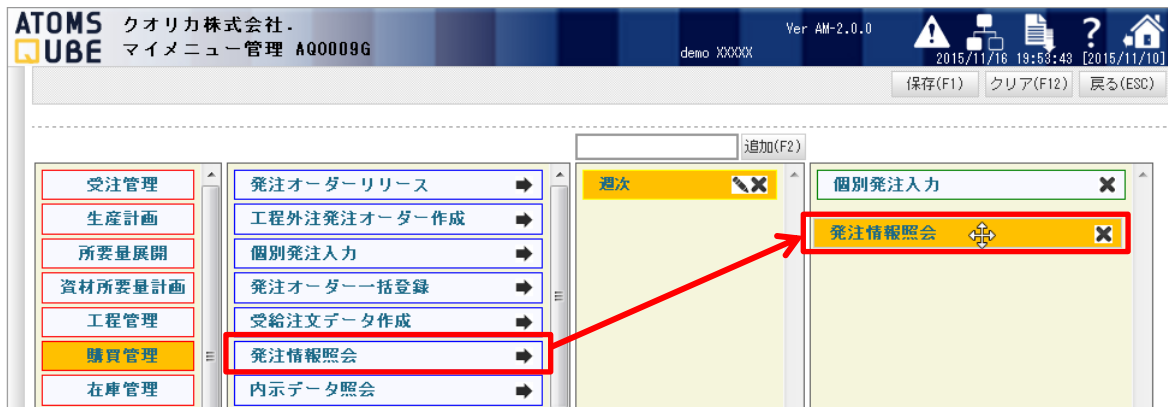 ATOMS QUBE
クオリカ株式会社.
マイメニュー管理 AQ0009G
demo XXXXX
Ver AM-2.0.0
2015/11/16 19:53:43 [2015/11/10]
保存(F1) クリア(F12) 戻る(ESC)
追加(F2)
受注管理
生産計画
所要量展開
資材所要量計画
工程管理
購買管理
在庫管理
発注オーダーリリース
工程外注発注オーダー作成
個別発注入力
発注オーダー一括登録
受給注文データ作成
発注情報照会
内示データ照会
週次
個別発注入力
発注情報照会